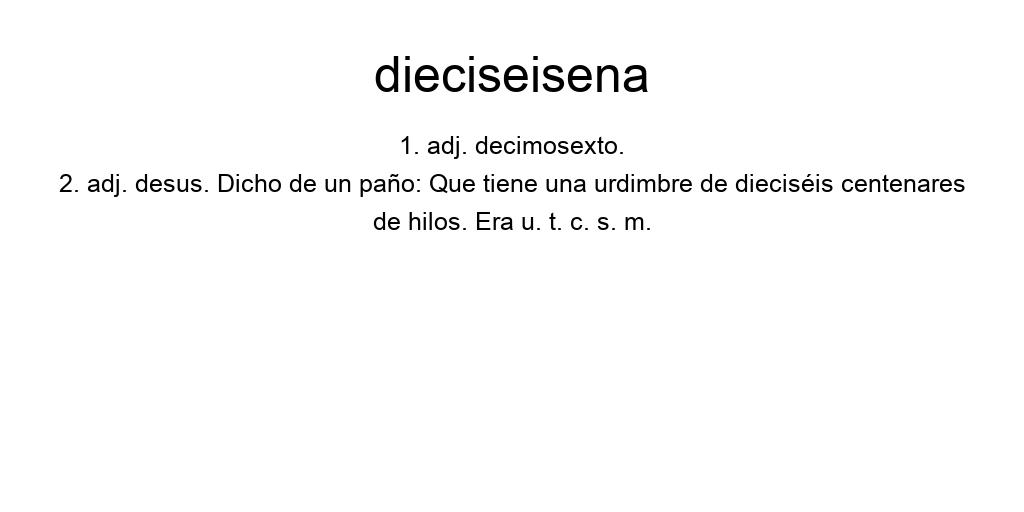 dieciseisena
1. adj. decimosexto.
2. adj. desus. Dicho de un paño: Que tiene una urdimbre de dieciséis centenares
de hilos. Era u. t. c. s. m.